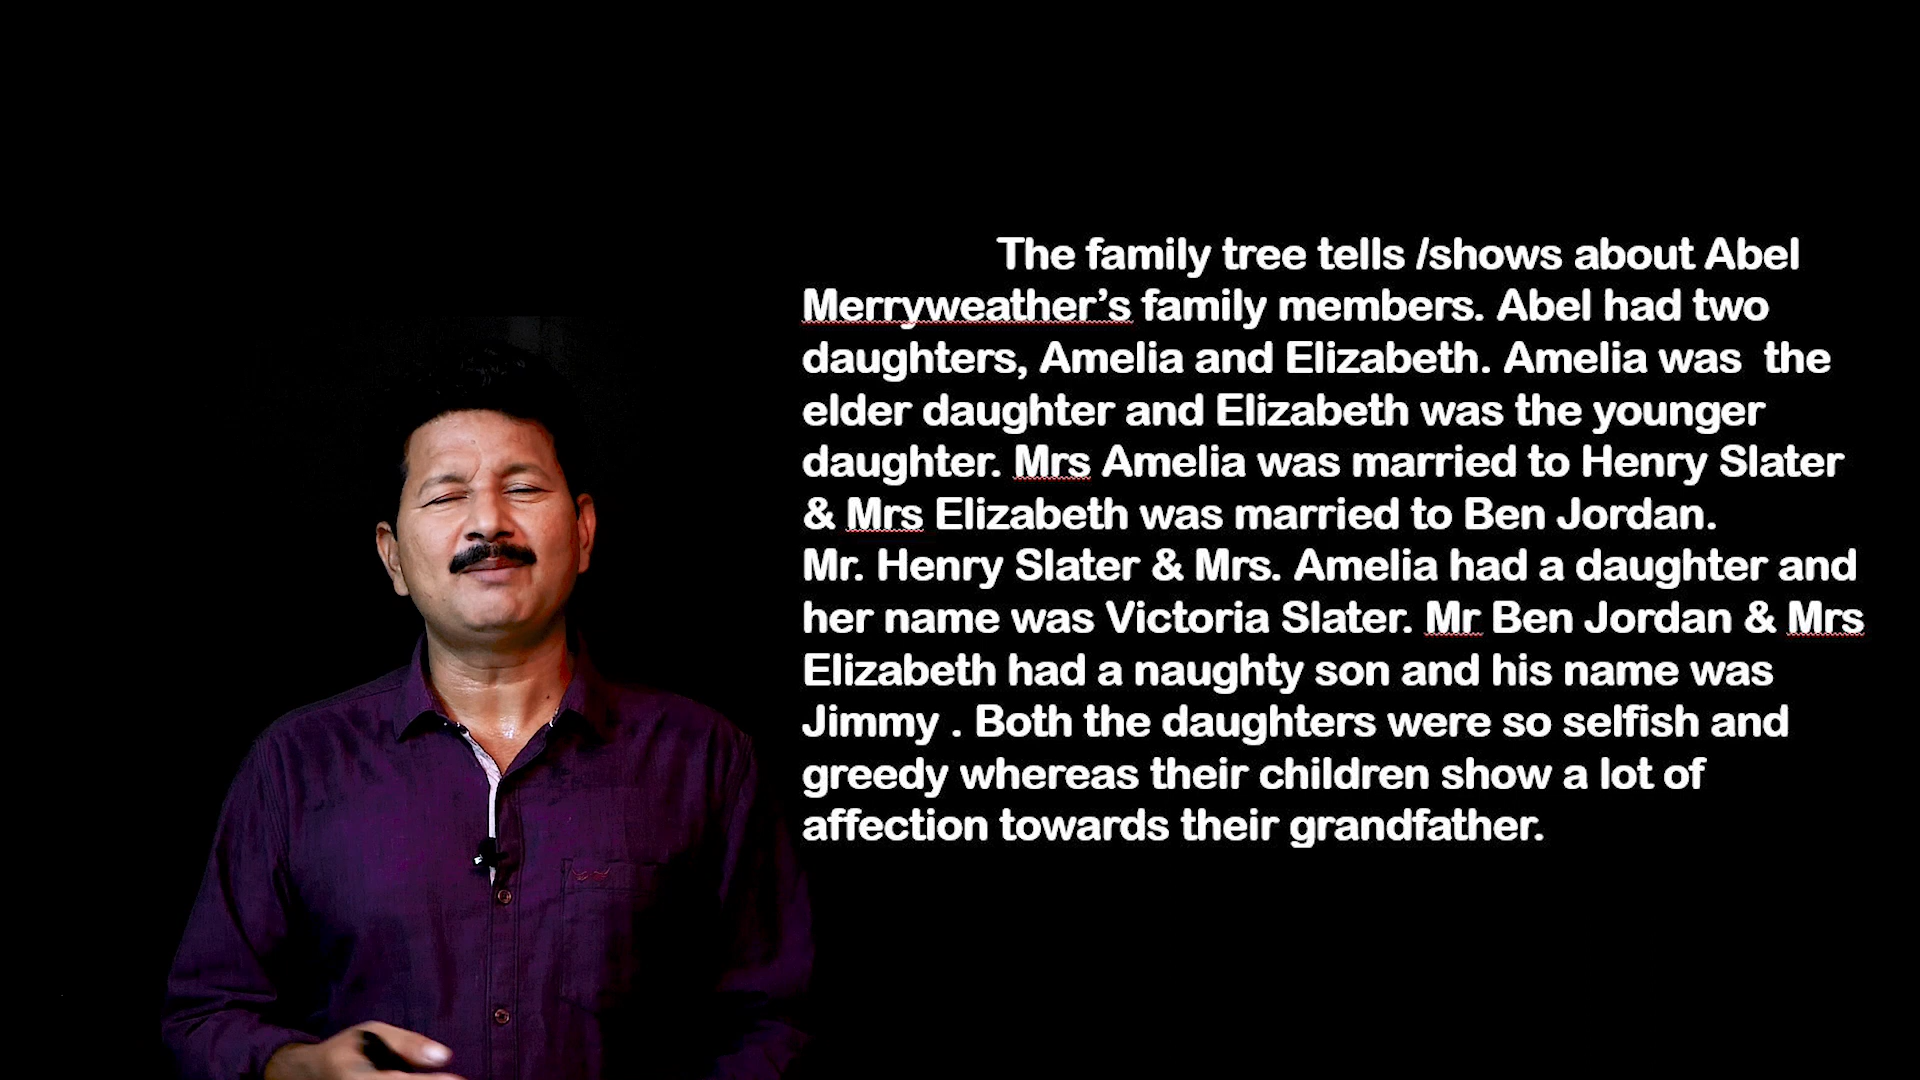 The family tree tells /shows about Abel
Merryweather’s family members. Abel had two
daughters, Amelia and Elizabeth. Amelia was  the
elder daughter and Elizabeth was the younger
daughter. Mrs Amelia was married to Henry Slater
& Mrs Elizabeth was married to Ben Jordan.
Mr. Henry Slater & Mrs. Amelia had a daughter and
her name was Victoria Slater. Mr Ben Jordan & Mrs
Elizabeth had a naughty son and his name was
Jimmy . Both the daughters were so selfish and
greedy whereas their children show a lot of
affection towards their grandfather.